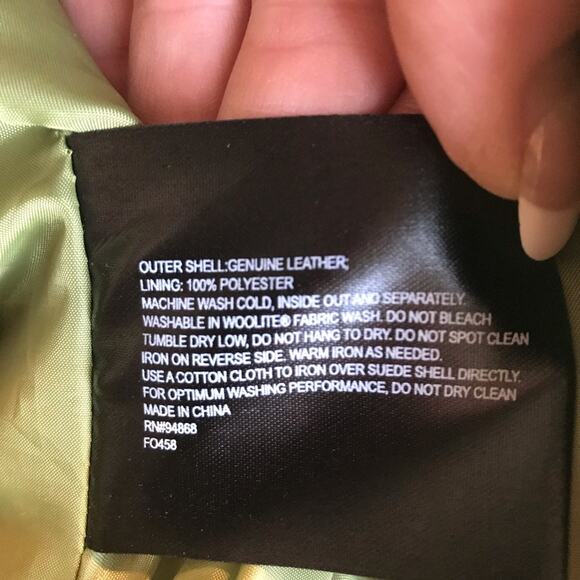 OUTER SHELL:GENUINE LEATHER;
LINING: 100% POLYESTER
MACHINE WASH COLD, INSIDE OUT AND SEPARATELY.
WASHABLE IN WOOLITE® FABRIC WASH. DO NOT BLEACH
TUMBLE DRY LOW, DO NOT HANG TO DRY. DO NOT SPOT CLEAN
IRON ON REVERSE SIDE. WARM IRON AS NEEDED.
USE A COTTON CLOTH TO IRON OVER SUEDE SHELL DIRECTLY.
FOR OPTIMUM WASHING PERFORMANCE, DO NOT DRY CLEAN
MADE IN CHINA
RN#94868
FO458